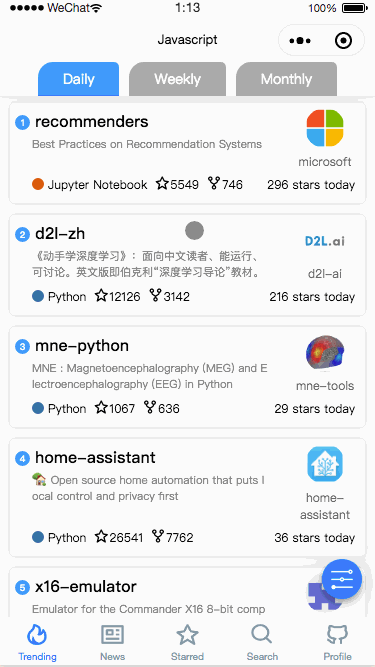 WeChat 1:13 100%
Javascript
Daily Weekly Monthly
1 recommenders
Best Practices on Recommendation Systems
microsoft
Jupyter Notebook 5549 746 296 stars today
2 d2l-zh
D2L.ai
《动手学深度学习》：面向中文读者、能运行、
可讨论。英文版即伯克利“深度学习导论”教材。
d2l-ai
Python 12126 3142 216 stars today
3 mne-python
MNE : Magnetoencephalography (MEG) and E
lectroencephalography (EEG) in Python
mne-tools
Python 1067 636 29 stars today
4 home-assistant
🏡 Open source home automation that puts l
ocal control and privacy first
home-
assistant
Python 26541 7762 36 stars today
5 x16-emulator
Emulator for the Commander X16 8-bit comp
Trending News Starred Search Profile